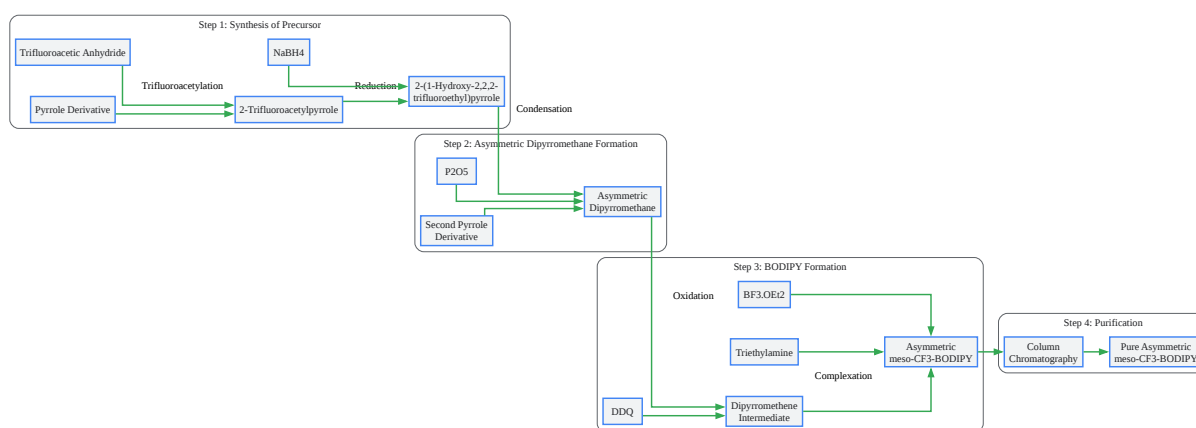 Step 1: Synthesis of Precursor
Trifluoroacetic Anhydride
NaBH4
Trifluoroacetylation
Reduction
2-(1-Hydroxy-2,2,2-
trifluoroethyl)pyrrole
Pyrrole Derivative
2-Trifluoroacetylpyrrole
Condensation
Step 2: Asymmetric Dipyrromethane Formation
P2O5
Asymmetric
Dipyrromethane
Second Pyrrole
Derivative
Step 3: BODIPY Formation
Oxidation
BF3.OEt2
Triethylamine
Asymmetric
meso-CF3-BODIPY
Complexation
DDQ
Dipyrromethene
Intermediate
Step 4: Purification
Column
Chromatography
Pure Asymmetric
meso-CF3-BODIPY